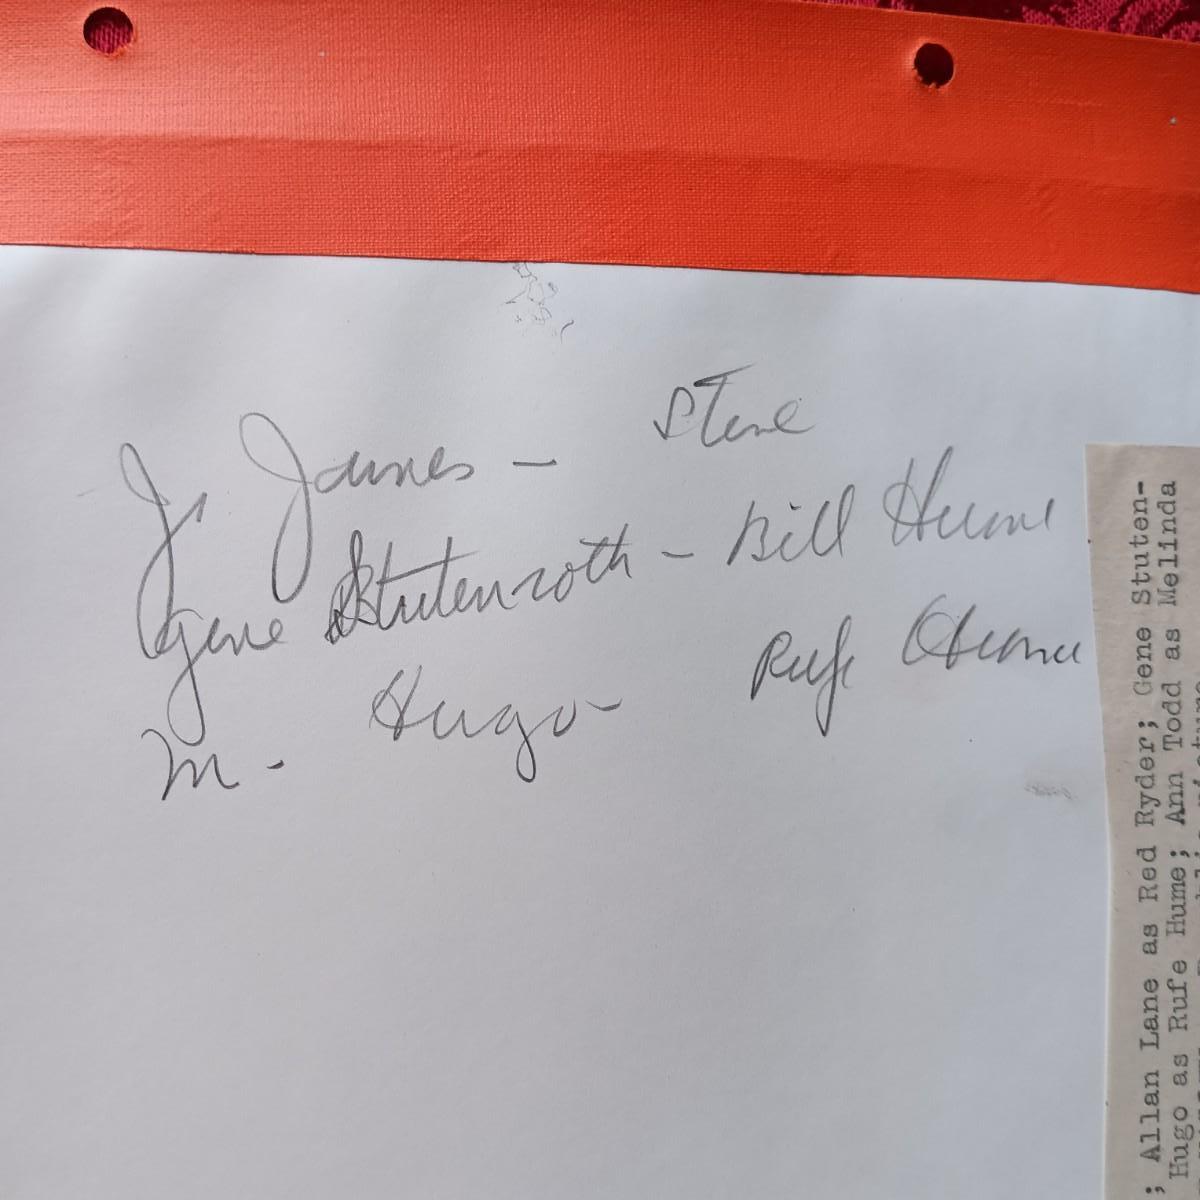 Jr James - Steve
Gene Stutenroth - Bill Hume
M. Hugo - Rufe Hume
; Allan Lane as Red Ryder; Gene Stuten-
Hugo as Rufe Hume; Ann Todd as Melinda